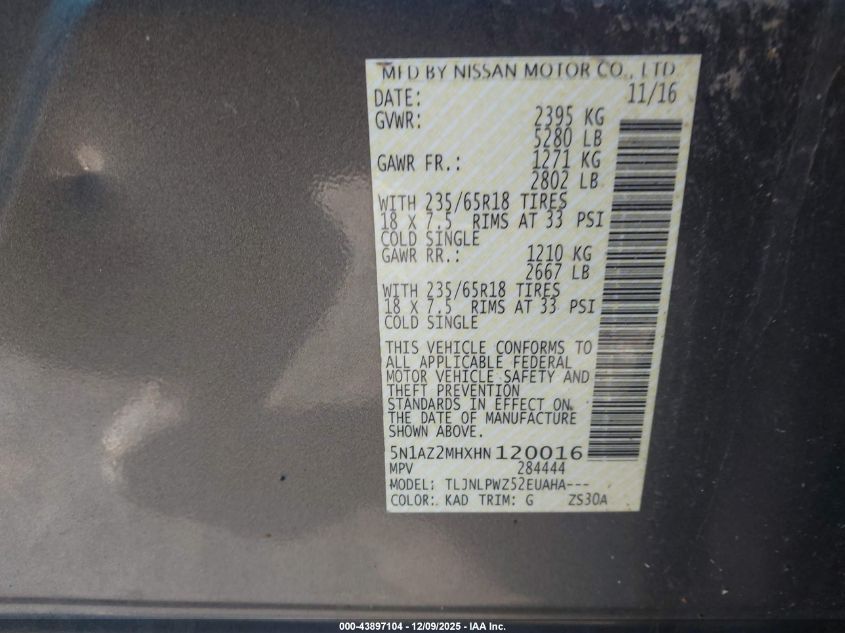 MFD BY NISSAN MOTOR CO., LTD
DATE: 11/16
GVWR: 2395 KG
5280 LB
GAWR FR.: 1271 KG
2802 LB
WITH 235/65R18 TIRES
18 X 7.5 RIMS AT 33 PSI
COLD SINGLE
GAWR RR.: 1210 KG
2667 LB
WITH 235/65R18 TIRES
18 X 7.5 RIMS AT 33 PSI
COLD SINGLE
THIS VEHICLE CONFORMS TO
ALL APPLICABLE FEDERAL
MOTOR VEHICLE SAFETY AND
THEFT PREVENTION
STANDARDS IN EFFECT ON
THE DATE OF MANUFACTURE
SHOWN ABOVE.
5N1AZ2MHXHN 120016
MPV 284444
MODEL: TLJNLPWZ52EUAHA---
COLOR: KAD TRIM: G ZS30A
000-43897104 - 12/09/2025 - IAA Inc.